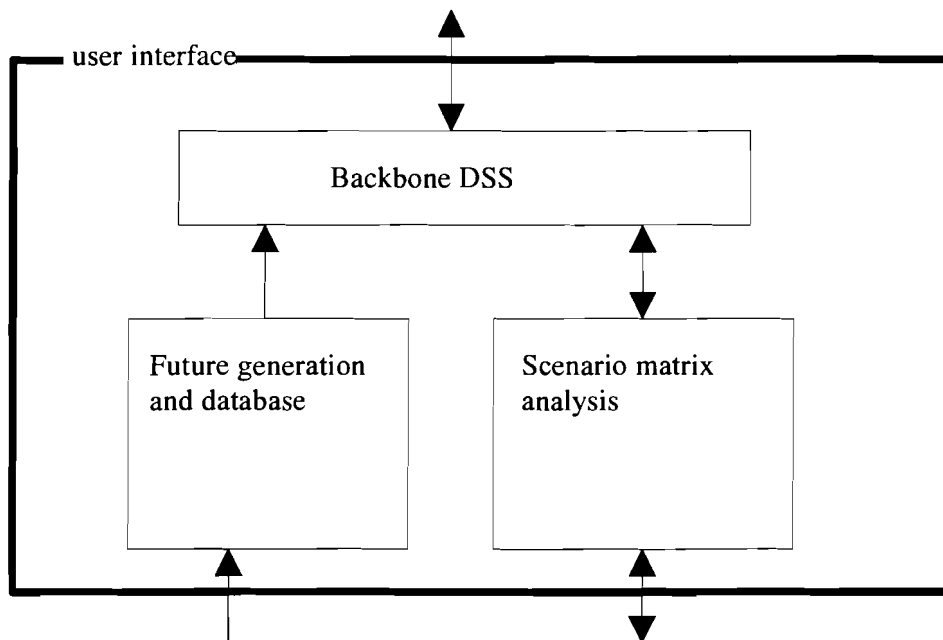 user interface
Backbone DSS
Future generation
and database
Scenario matrix
analysis